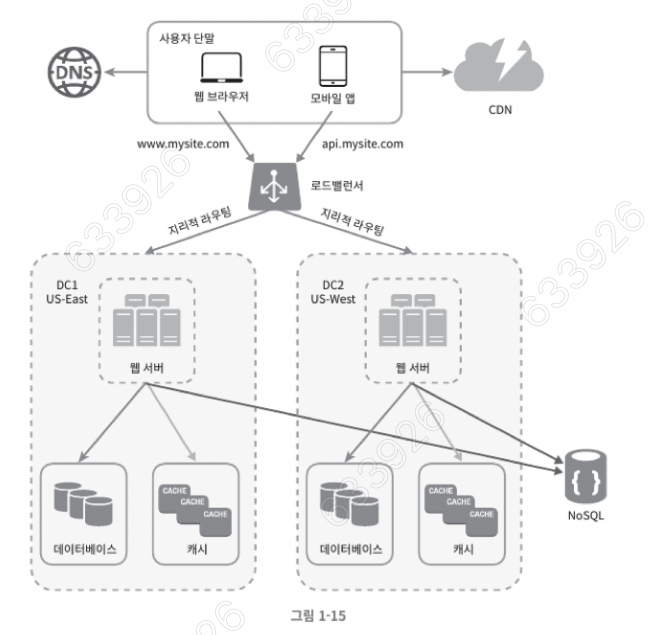 사용자 단말
DNS
웹 브라우저
모바일 앱
CDN
www.mysite.com
api.mysite.com
로드밸런서
지리적 라우팅
지리적 라우팅
DC1
US-East
웹 서버
DC2
US-West
웹 서버
CACHE
CACHE
CACHE
데이터베이스
캐시
CACHE
CACHE
CACHE
데이터베이스
캐시
{ }
NoSQL
그림 1-15
633926
633926
633926
633926